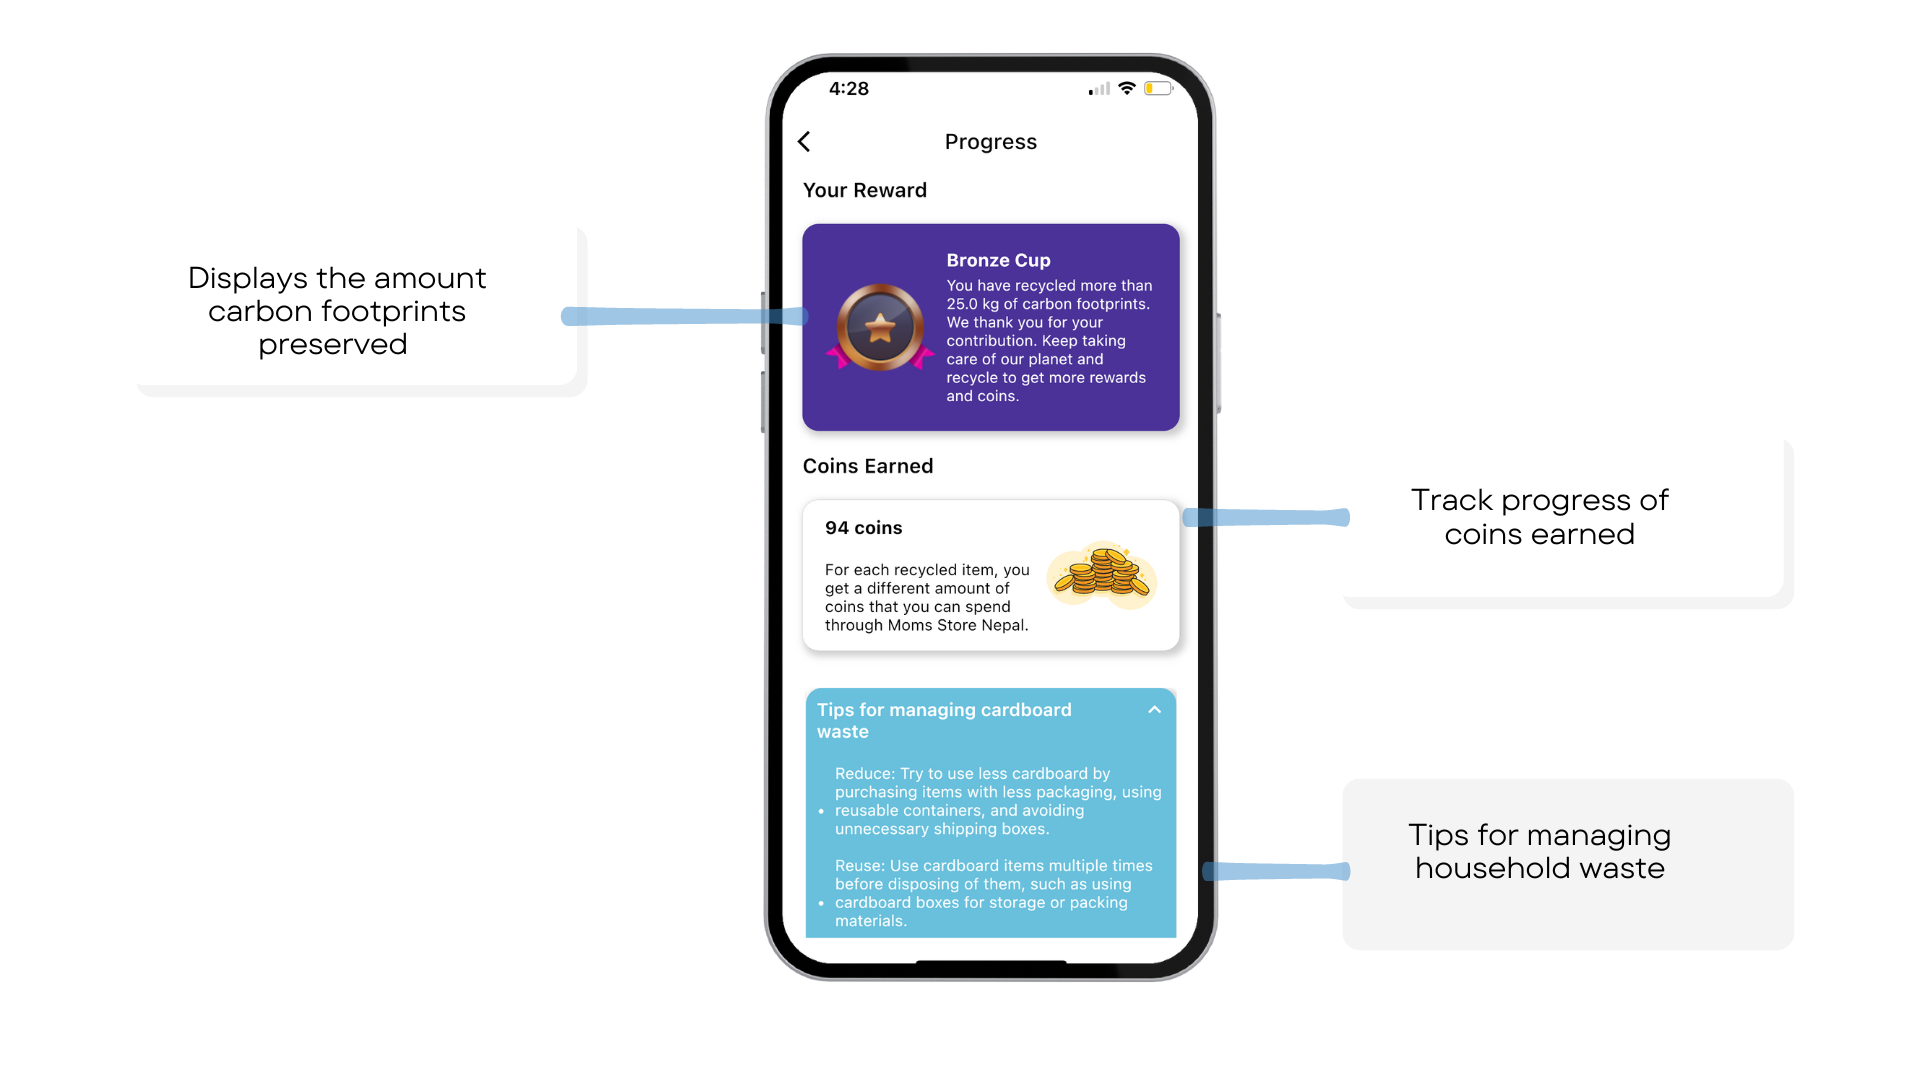 4:28
Progress
Your Reward
Bronze Cup
You have recycled more than
25.0 kg of carbon footprints.
We thank you for your
contribution. Keep taking
care of our planet and
recycle to get more rewards
and coins.
Displays the amount
carbon footprints
preserved
Coins Earned
94 coins
For each recycled item, you
get a different amount of
coins that you can spend
through Moms Store Nepal.
Track progress of
coins earned
Tips for managing cardboard
waste
Reduce: Try to use less cardboard by
purchasing items with less packaging, using
• reusable containers, and avoiding
unnecessary shipping boxes.
Reuse: Use cardboard items multiple times
before disposing of them, such as using
• cardboard boxes for storage or packing
materials.
Tips for managing
household waste